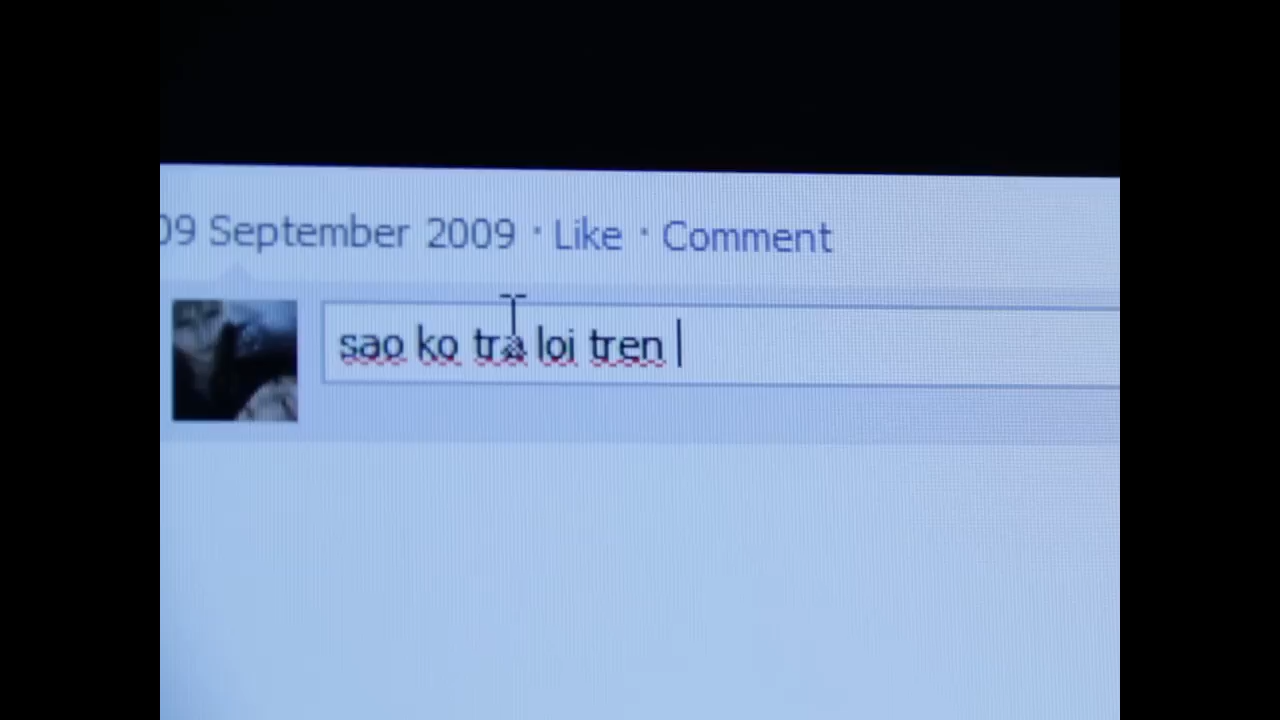 09 September 2009 · Like · Comment
sao ko tra loi tren